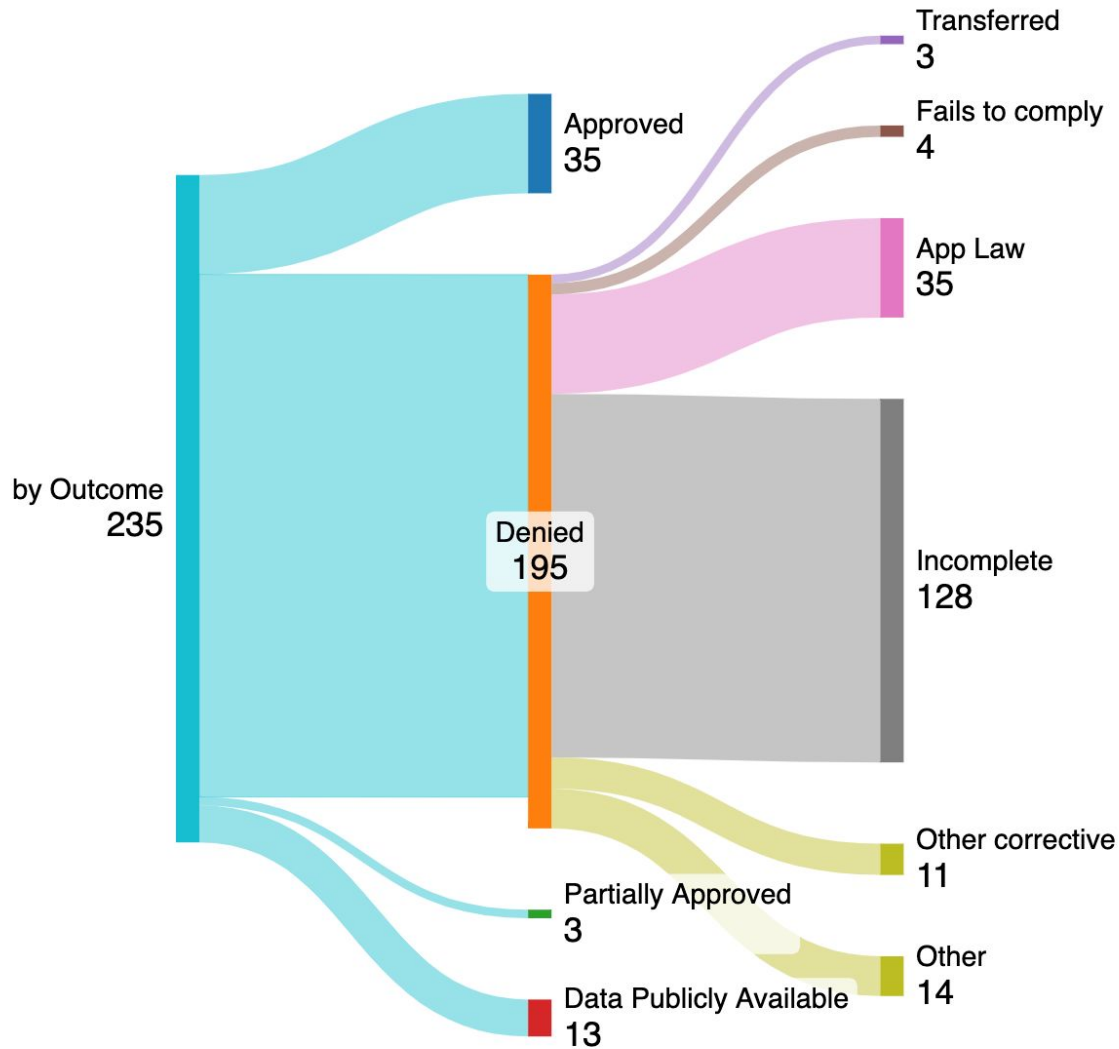 Transferred
3
Fails to comply
4
Approved
35
App Law
35
by Outcome
235
Denied
195
Incomplete
128
Other corrective
11
Partially Approved
3
Other
14
Data Publicly Available
13